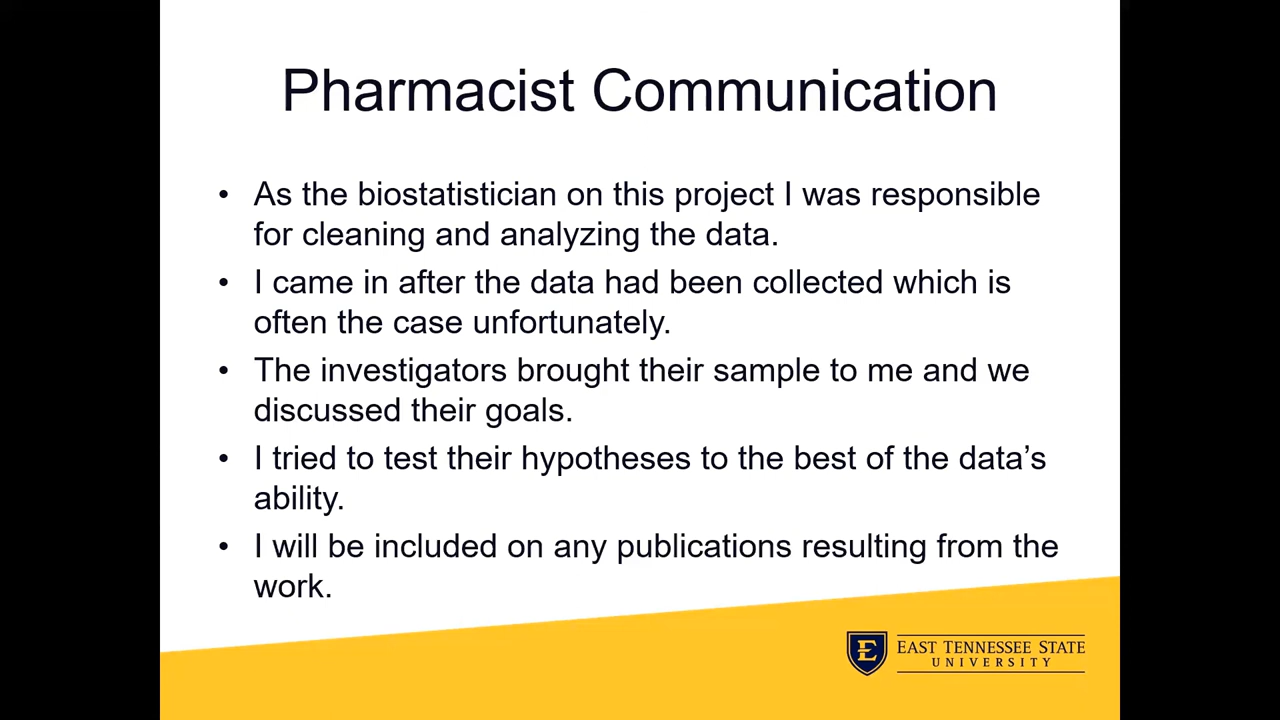 Pharmacist Communication
• As the biostatistician on this project I was responsible
for cleaning and analyzing the data.
• I came in after the data had been collected which is
often the case unfortunately.
• The investigators brought their sample to me and we
discussed their goals.
• I tried to test their hypotheses to the best of the data’s
ability.
• I will be included on any publications resulting from the
work.
E
EAST TENNESSEE STATE
UNIVERSITY